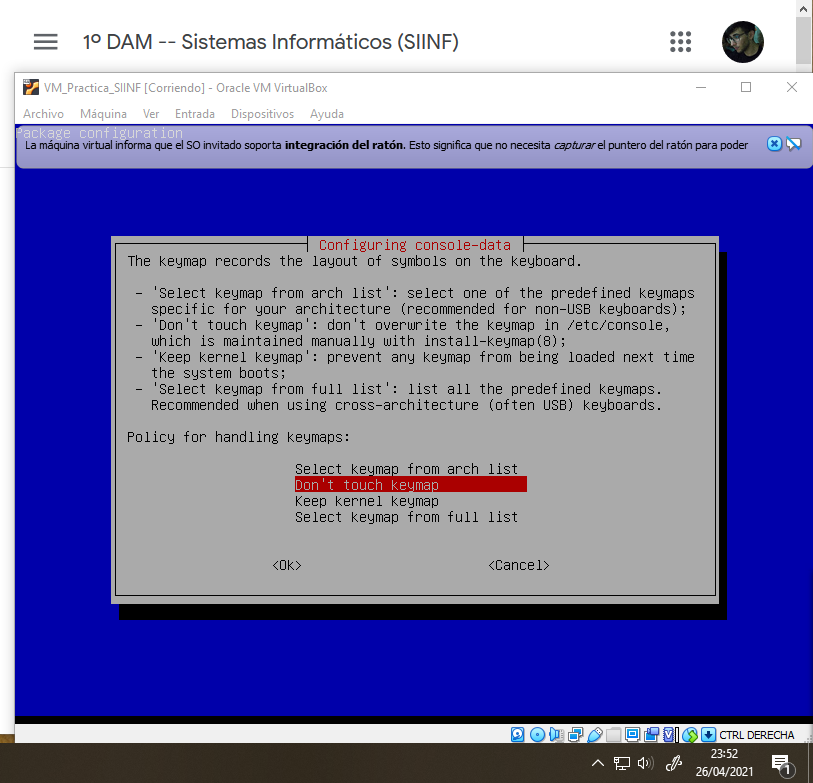 1º DAM -- Sistemas Informáticos (SIINF)
VM_Practica_SIINF [Corriendo] - Oracle VM VirtualBox
Archivo Máquina Ver Entrada Dispositivos Ayuda
Package configuration
La máquina virtual informa que el SO invitado soporta integración del ratón. Esto significa que no necesita capturar el puntero del ratón para poder
Configuring console-data
The keymap records the layout of symbols on the keyboard.
- 'Select keymap from arch list': select one of the predefined keymaps
specific for your architecture (recommended for non-USB keyboards);
- 'Don't touch keymap': don't overwrite the keymap in /etc/console,
which is maintained manually with install-keymap(8);
- 'Keep kernel keymap': prevent any keymap from being loaded next time
the system boots;
- 'Select keymap from full list': list all the predefined keymaps.
Recommended when using cross-architecture (often USB) keyboards.
Policy for handling keymaps:
Select keymap from arch list
Don't touch keymap
Keep kernel keymap
Select keymap from full list
<Ok> <Cancel>
CTRL DERECHA
23:52
26/04/2021
1